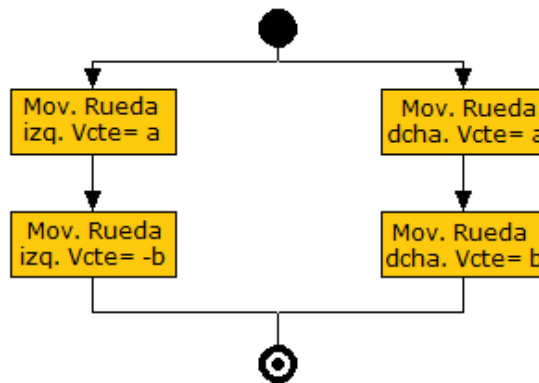 Mov. Rueda
izq. Vcte= a
Mov. Rueda
dcha. Vcte= a
Mov. Rueda
izq. Vcte= -b
Mov. Rueda
dcha. Vcte= b